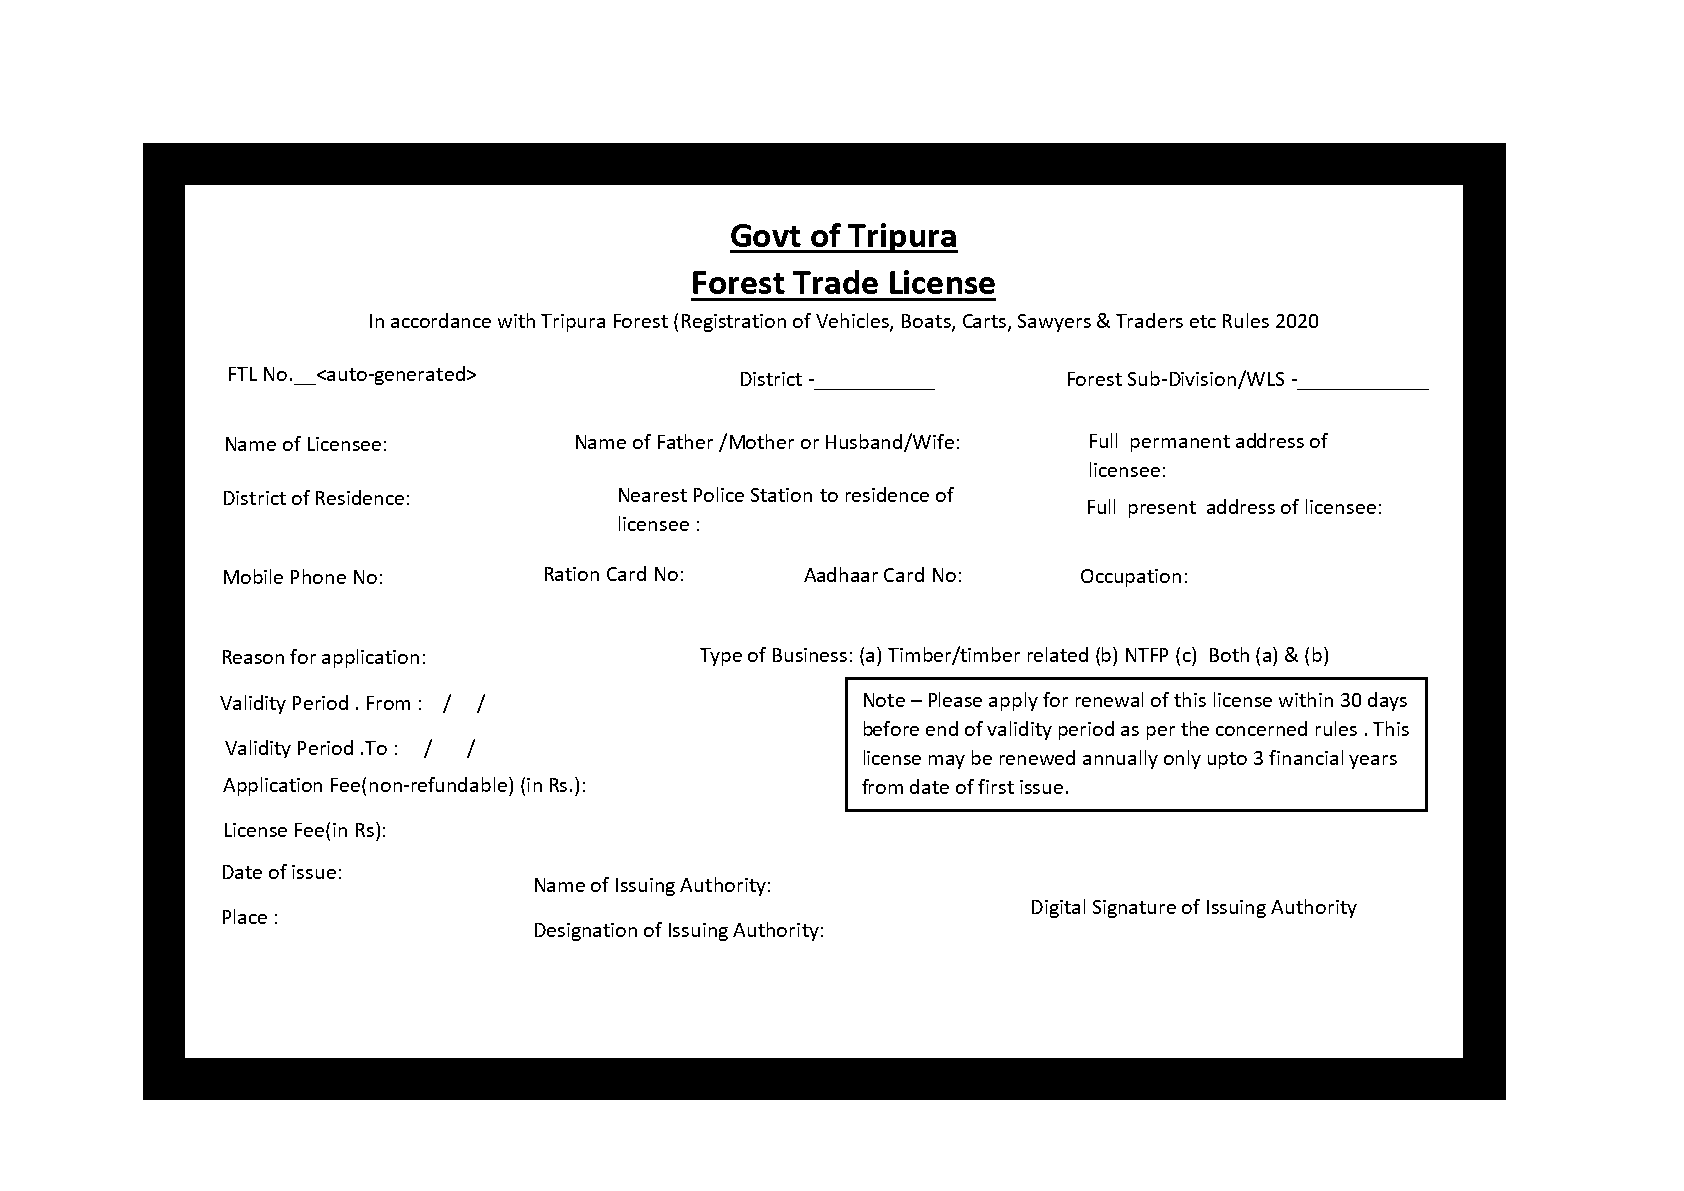 Govt of Tripura
Forest Trade License
In accordance with Tripura Forest (Registration of Vehicles, Boats, Carts, Sawyers & Traders etc Rules 2020
FTL No.__<auto-generated>
District -___________
Forest Sub-Division/WLS -____________
Name of Licensee:
Name of Father /Mother or Husband/Wife:
Full permanent address of
licensee:
District of Residence:
Nearest Police Station to residence of
licensee :
Full present address of licensee:
Mobile Phone No:
Ration Card No:
Aadhaar Card No:
Occupation:
Reason for application:
Type of Business: (a) Timber/timber related (b) NTFP (c) Both (a) & (b)
Validity Period . From : / /
Validity Period .To : / /
Note – Please apply for renewal of this license within 30 days
before end of validity period as per the concerned rules . This
license may be renewed annually only upto 3 financial years
from date of first issue.
Application Fee(non-refundable) (in Rs.):
License Fee(in Rs):
Date of issue:
Name of Issuing Authority:
Digital Signature of Issuing Authority
Place :
Designation of Issuing Authority: